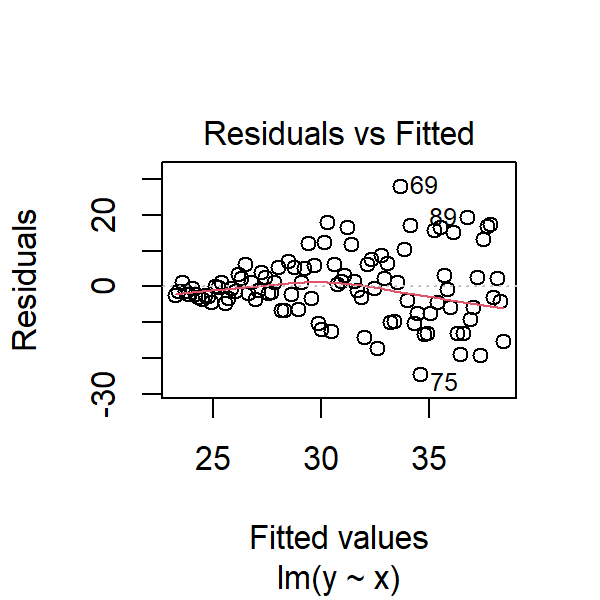 Residuals vs Fitted
Residuals
20
0
-30
69
89
75
25 30 35
Fitted values
lm(y ~ x)